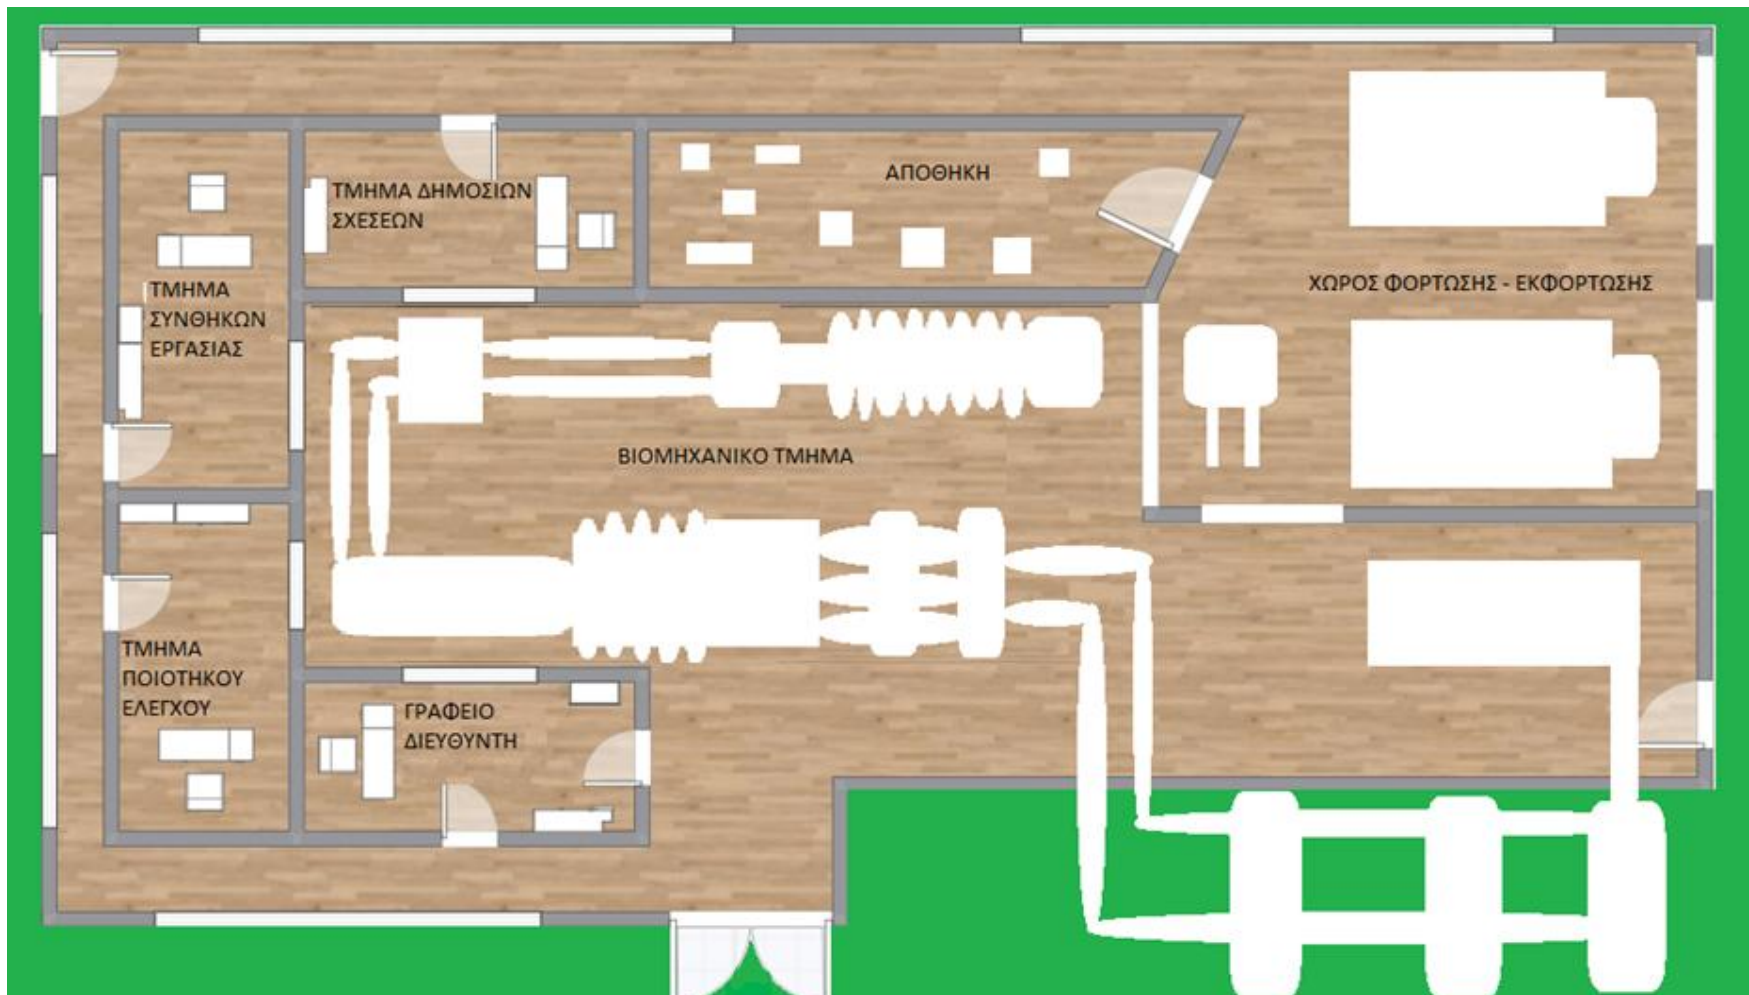 ΑΠΟΘΗΚΗ
ΤΜΗΜΑ ΔΗΜΟΣΙΩΝ
ΣΧΕΣΕΩΝ
ΧΩΡΟΣ ΦΟΡΤΩΣΗΣ - ΕΚΦΟΡΤΩΣΗΣ
ΤΜΗΜΑ
ΣΥΝΘΗΚΩΝ
ΕΡΓΑΣΙΑΣ
ΒΙΟΜΗΧΑΝΙΚΟ ΤΜΗΜΑ
ΤΜΗΜΑ
ΠΟΙΟΤΗΚΟΥ
ΕΛΕΓΧΟΥ
ΓΡΑΦΕΙΟ
ΔΙΕΥΘΥΝΤΗ